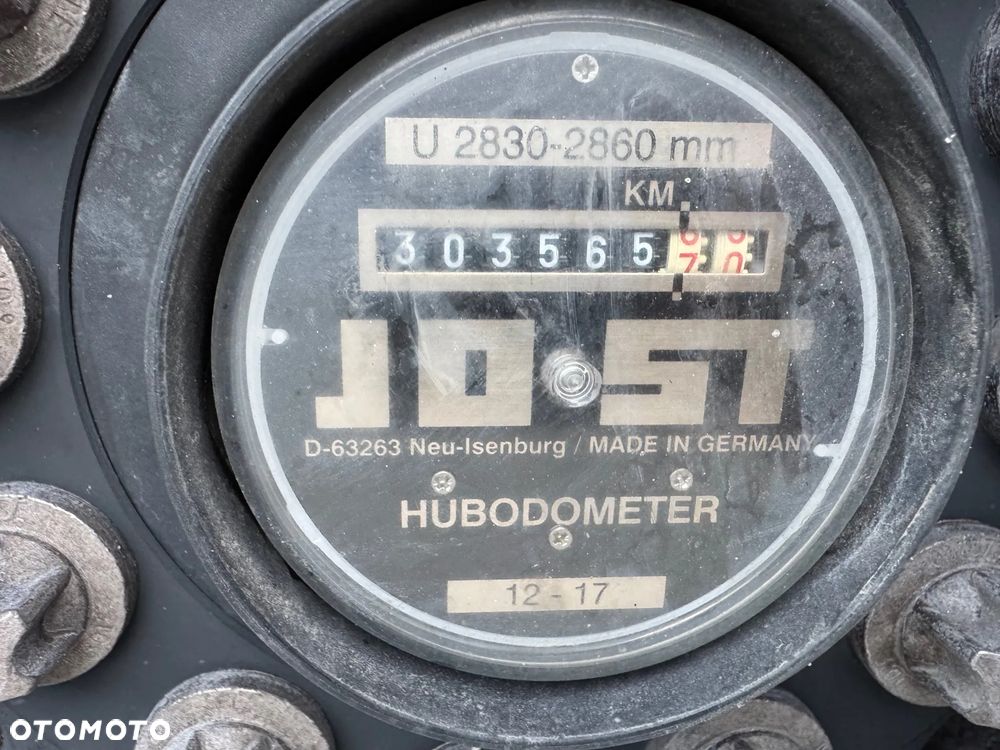 U 2830-2860 mm
KM
303565
JOST
D-63263 Neu-Isenburg / MADE IN GERMANY
HUBODOMETER
12 - 17
OTOMOTO